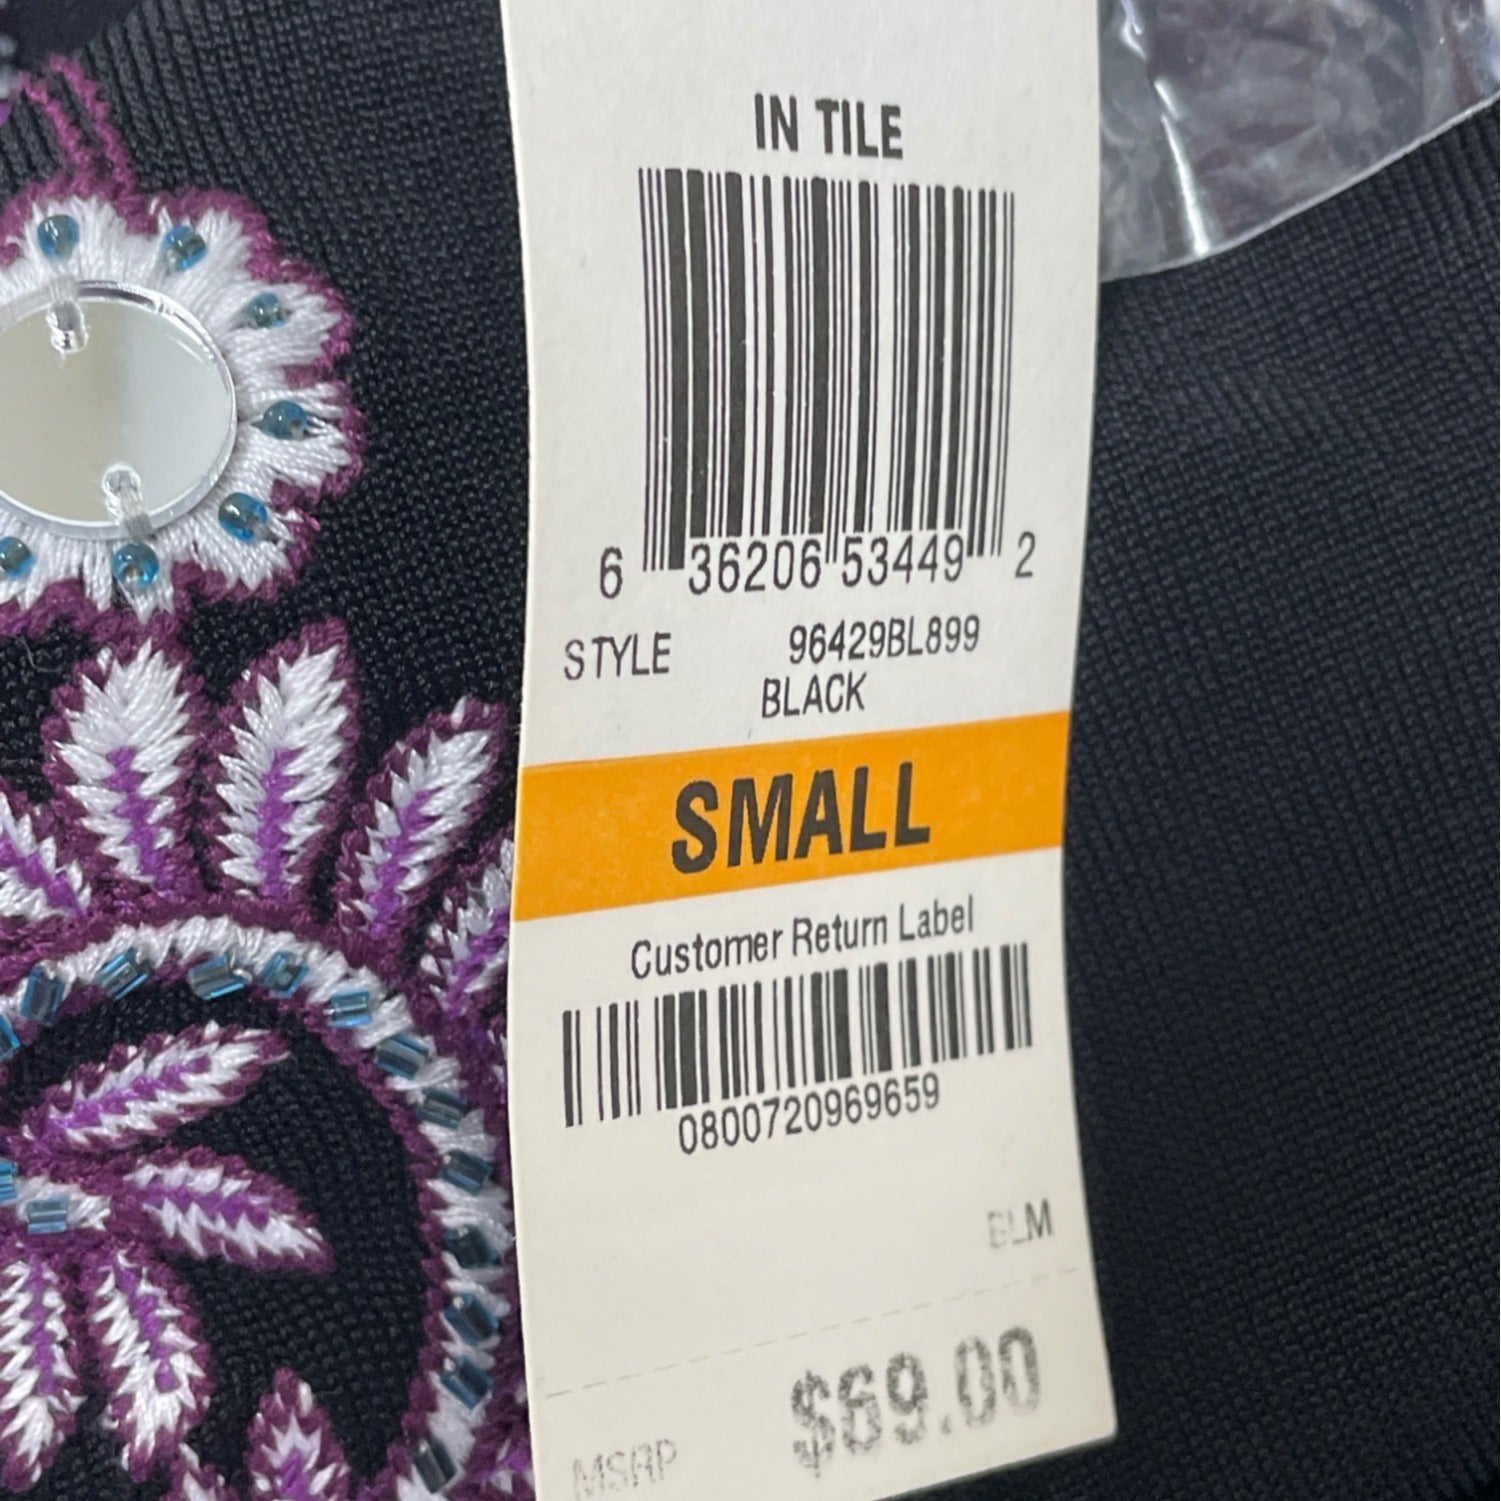 IN TILE
6 36206 53449 2
STYLE 96429BL899
BLACK
SMALL
Customer Return Label
0800720969659
BLM
$69.00
MSRP